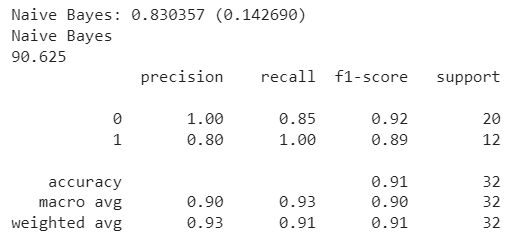 Naive Bayes: 0.830357 (0.142690)
Naive Bayes
90.625
precision recall f1-score support
0 1.00 0.85 0.92 20
1 0.80 1.00 0.89 12
accuracy 0.91 32
macro avg 0.90 0.93 0.90 32
weighted avg 0.93 0.91 0.91 32